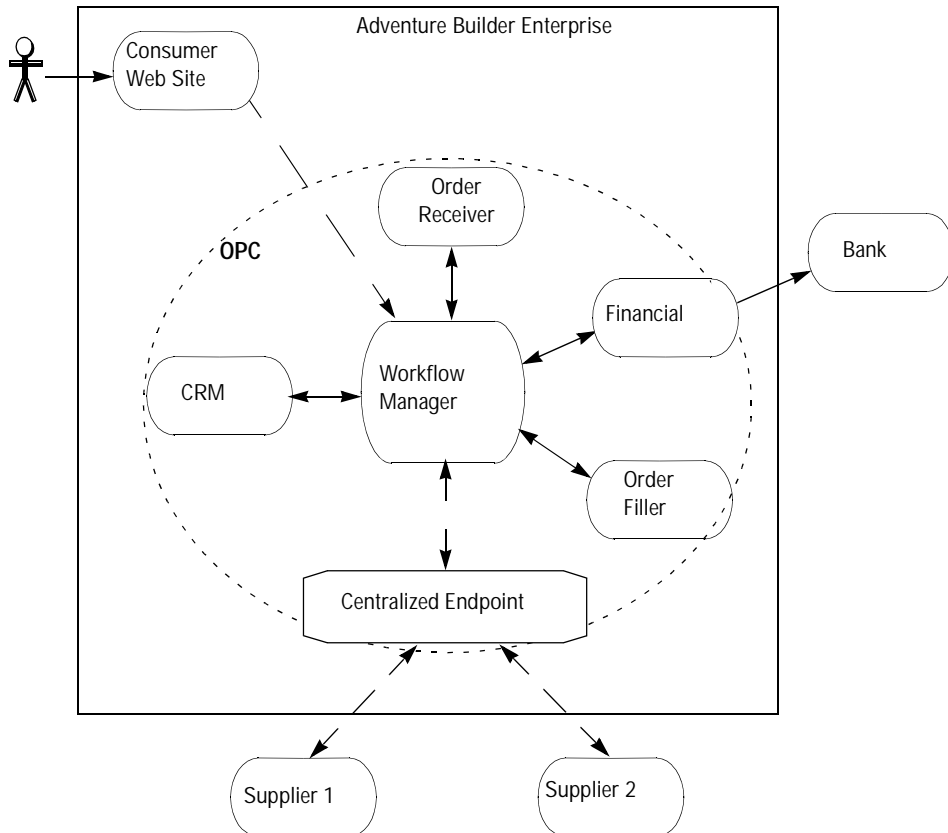 Adventure Builder Enterprise
Consumer
Web Site
Order
Receiver
OPC
Bank
Financial
CRM
Workflow
Manager
Order
Filler
Centralized Endpoint
Supplier 1
Supplier 2